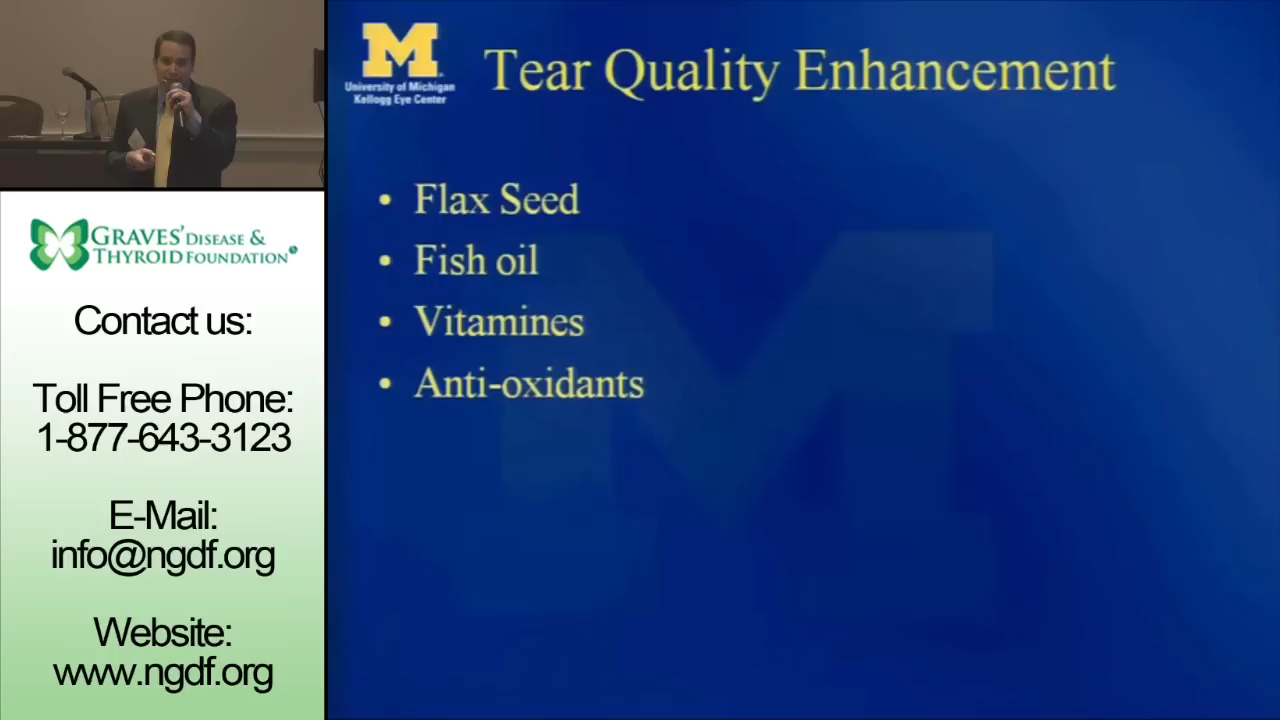 M
University of Michigan
Kellogg Eye Center
Tear Quality Enhancement
• Flax Seed
• Fish oil
• Vitamines
• Anti-oxidants
GRAVES' DISEASE &
THYROID FOUNDATION
Contact us:
Toll Free Phone:
1-877-643-3123
E-Mail:
info@ngdf.org
Website:
www.ngdf.org